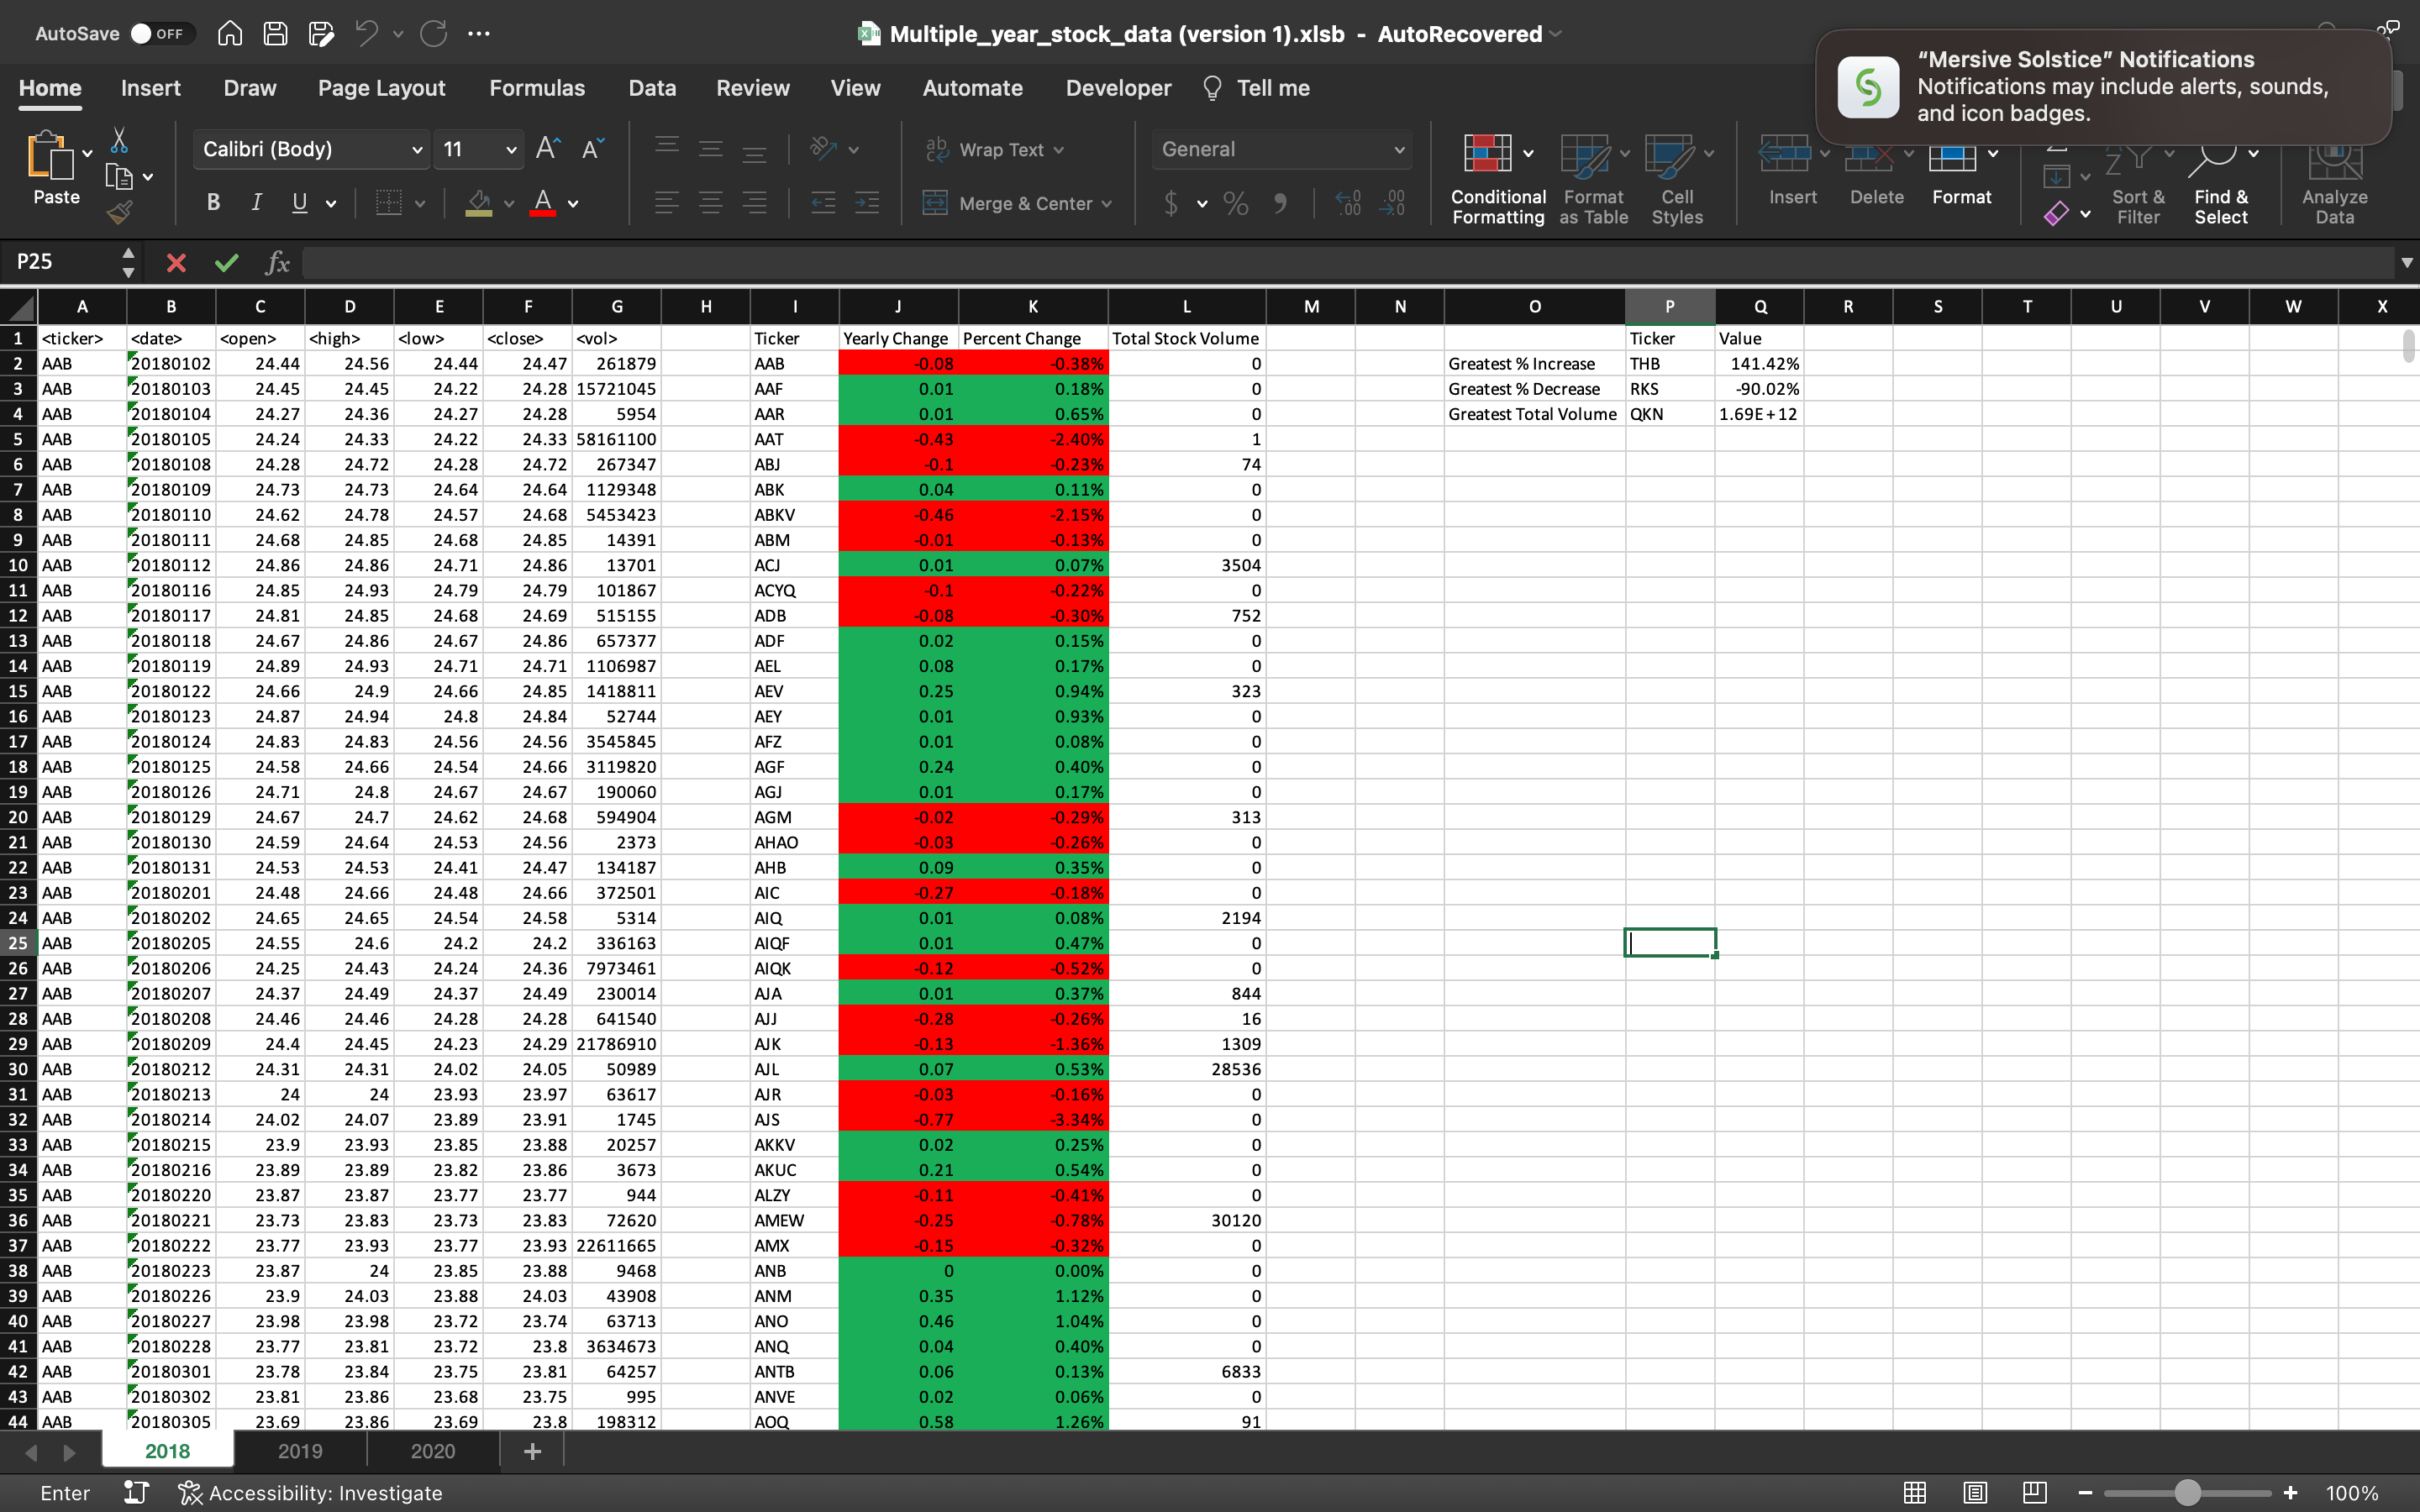 AutoSave OFF Multiple_year_stock_data (version 1).xlsb - AutoRecovered
“Mersive Solstice” Notifications
Notifications may include alerts, sounds,
and icon badges.
Home Insert Draw Page Layout Formulas Data Review View Automate Developer Tell me
Paste Calibri (Body) 11 Wrap Text General
B I U A Merge & Center $ %
Conditional Formatting Format as Table Cell Styles Insert Delete Format Sort & Filter Find & Select Analyze Data
P25 fx
A B C D E F G H I J K L M N O P Q R S T U V W X
1 <ticker> <date> <open> <high> <low> <close> <vol> Ticker Yearly Change Percent Change Total Stock Volume Ticker Value
2 AAB 20180102 24.44 24.56 24.44 24.47 261879 AAB -0.08 -0.38% 0 Greatest % Increase THB 141.42%
3 AAB 20180103 24.45 24.45 24.22 24.28 15721045 AAF 0.01 0.18% 0 Greatest % Decrease RKS -90.02%
4 AAB 20180104 24.27 24.36 24.27 24.28 5954 AAR 0.01 0.65% 0 Greatest Total Volume QKN 1.69E+12
5 AAB 20180105 24.24 24.33 24.22 24.33 58161100 AAT -0.43 -2.40% 1
6 AAB 20180108 24.28 24.72 24.28 24.72 267347 ABJ -0.1 -0.23% 74
7 AAB 20180109 24.73 24.73 24.64 24.64 1129348 ABK 0.04 0.11% 0
8 AAB 20180110 24.62 24.78 24.57 24.68 5453423 ABKV -0.46 -2.15% 0
9 AAB 20180111 24.68 24.85 24.68 24.85 14391 ABM -0.01 -0.13% 0
10 AAB 20180112 24.86 24.86 24.71 24.86 13701 ACJ 0.01 0.07% 3504
11 AAB 20180116 24.85 24.93 24.79 24.79 101867 ACYQ -0.1 -0.22% 0
12 AAB 20180117 24.81 24.85 24.68 24.69 515155 ADB -0.08 -0.30% 752
13 AAB 20180118 24.67 24.86 24.67 24.86 657377 ADF 0.02 0.15% 0
14 AAB 20180119 24.89 24.93 24.71 24.71 1106987 AEL 0.08 0.17% 0
15 AAB 20180122 24.66 24.9 24.66 24.85 1418811 AEV 0.25 0.94% 323
16 AAB 20180123 24.87 24.94 24.8 24.84 52744 AEY 0.01 0.93% 0
17 AAB 20180124 24.83 24.83 24.56 24.56 3545845 AFZ 0.01 0.08% 0
18 AAB 20180125 24.58 24.66 24.54 24.66 3119820 AGF 0.24 0.40% 0
19 AAB 20180126 24.71 24.8 24.67 24.67 190060 AGJ 0.01 0.17% 0
20 AAB 20180129 24.67 24.7 24.62 24.68 594904 AGM -0.02 -0.29% 313
21 AAB 20180130 24.59 24.64 24.53 24.56 2373 AHAO -0.03 -0.26% 0
22 AAB 20180131 24.53 24.53 24.41 24.47 134187 AHB 0.09 0.35% 0
23 AAB 20180201 24.48 24.66 24.48 24.66 372501 AIC -0.27 -0.18% 0
24 AAB 20180202 24.65 24.65 24.54 24.58 5314 AIQ 0.01 0.08% 2194
25 AAB 20180205 24.55 24.6 24.2 24.2 336163 AIQF 0.01 0.47% 0
26 AAB 20180206 24.25 24.43 24.24 24.36 7973461 AIQK -0.12 -0.52% 0
27 AAB 20180207 24.37 24.49 24.37 24.49 230014 AJA 0.01 0.37% 844
28 AAB 20180208 24.46 24.46 24.28 24.28 641540 AJJ -0.28 -0.26% 16
29 AAB 20180209 24.4 24.45 24.23 24.29 21786910 AJK -0.13 -1.36% 1309
30 AAB 20180212 24.31 24.31 24.02 24.05 50989 AJL 0.07 0.53% 28536
31 AAB 20180213 24 24 23.93 23.97 63617 AJR -0.03 -0.16% 0
32 AAB 20180214 24.02 24.07 23.89 23.91 1745 AJS -0.77 -3.34% 0
33 AAB 20180215 23.9 23.93 23.85 23.88 20257 AKKV 0.02 0.25% 0
34 AAB 20180216 23.89 23.89 23.82 23.86 3673 AKUC 0.21 0.54% 0
35 AAB 20180220 23.87 23.87 23.77 23.77 944 ALZY -0.11 -0.41% 0
36 AAB 20180221 23.73 23.83 23.73 23.83 72620 AMEW -0.25 -0.78% 30120
37 AAB 20180222 23.77 23.93 23.77 23.93 22611665 AMX -0.15 -0.32% 0
38 AAB 20180223 23.87 24 23.85 23.88 9468 ANB 0 0.00% 0
39 AAB 20180226 23.9 24.03 23.88 24.03 43908 ANM 0.35 1.12% 0
40 AAB 20180227 23.98 23.98 23.72 23.74 63713 ANO 0.46 1.04% 0
41 AAB 20180228 23.77 23.81 23.72 23.8 3634673 ANQ 0.04 0.40% 0
42 AAB 20180301 23.78 23.84 23.75 23.81 64257 ANTB 0.06 0.13% 6833
43 AAB 20180302 23.81 23.86 23.68 23.75 995 ANVE 0.02 0.06% 0
44 AAB 20180305 23.69 23.86 23.69 23.8 198312 AOQ 0.58 1.26% 91
2018 2019 2020 +
Enter Accessibility: Investigate 100%